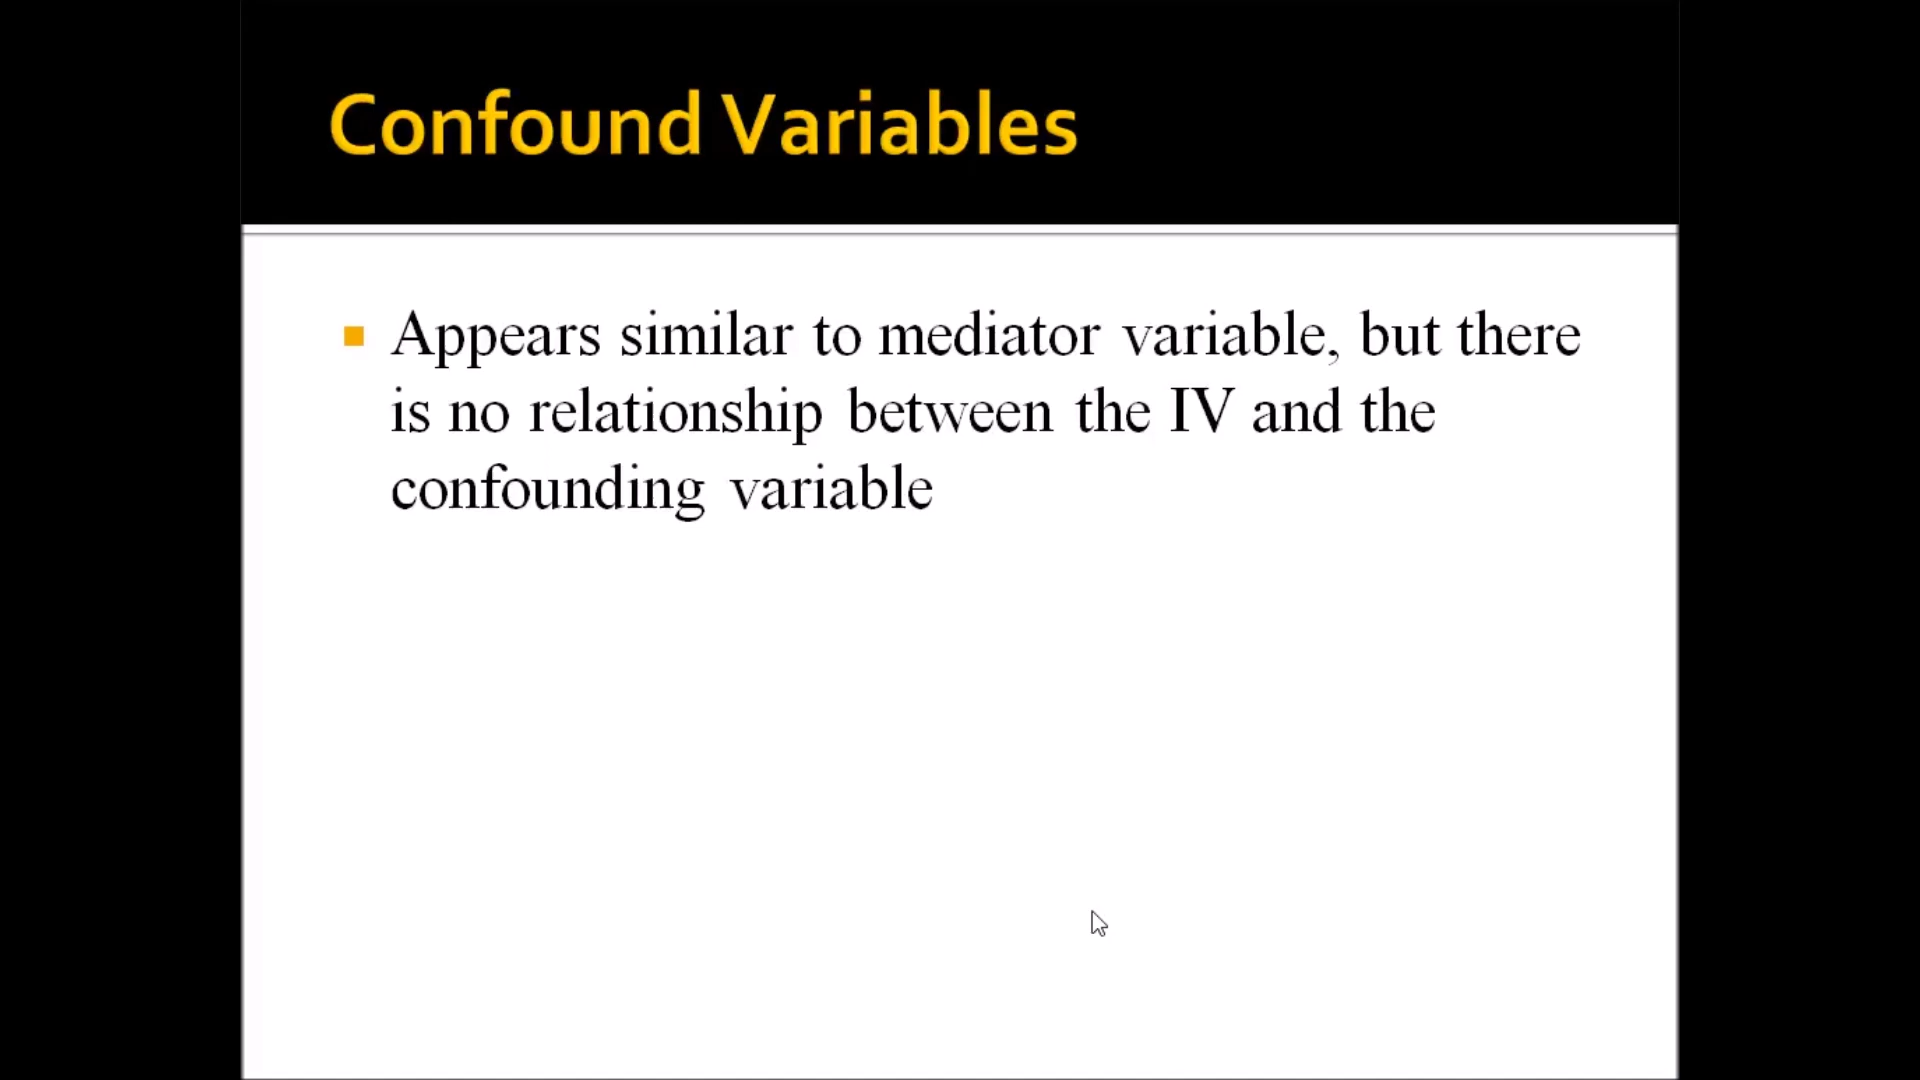 Confound Variables
Appears similar to mediator variable, but there
is no relationship between the IV and the
confounding variable